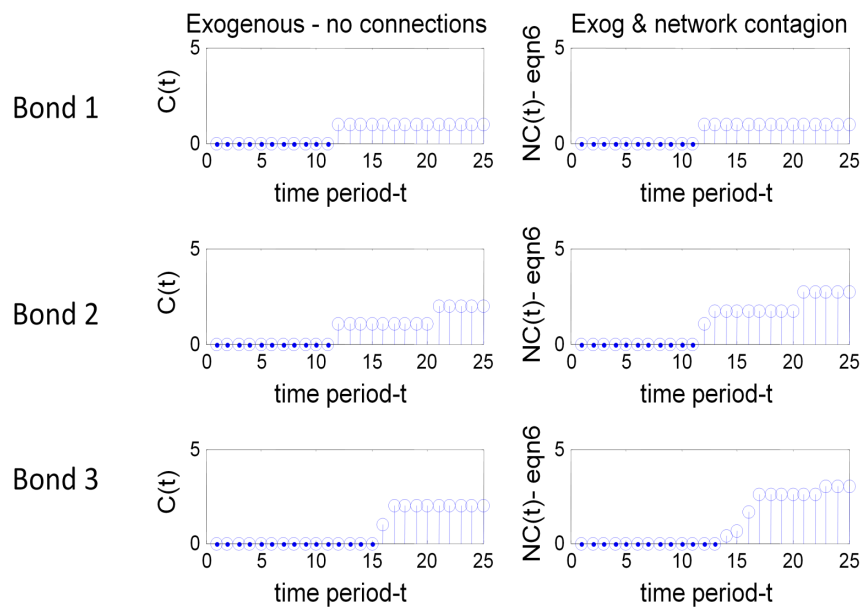 Exogenous - no connections
Exog & network contagion
Bond 1
C(t)
5
0
0 5 10 15 20 25
time period-t
NC(t)- eqn6
5
0
0 5 10 15 20 25
time period-t
Bond 2
C(t)
5
0
0 5 10 15 20 25
time period-t
NC(t)- eqn6
5
0
0 5 10 15 20 25
time period-t
Bond 3
C(t)
5
0
0 5 10 15 20 25
time period-t
NC(t)- eqn6
5
0
0 5 10 15 20 25
time period-t